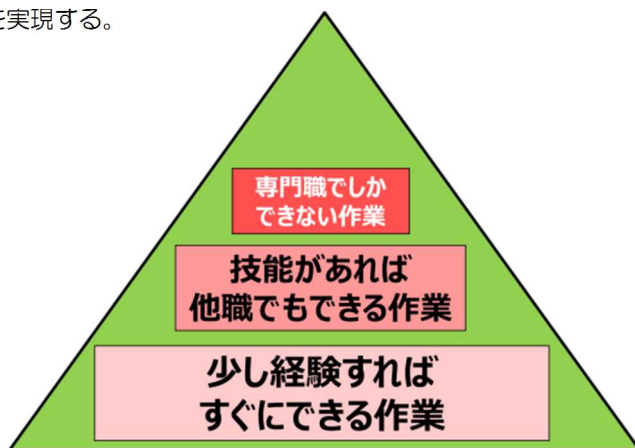 を実現する。
専門職でしか
できない作業
技能があれば
他職でもできる作業
少し経験すれば
すぐにできる作業